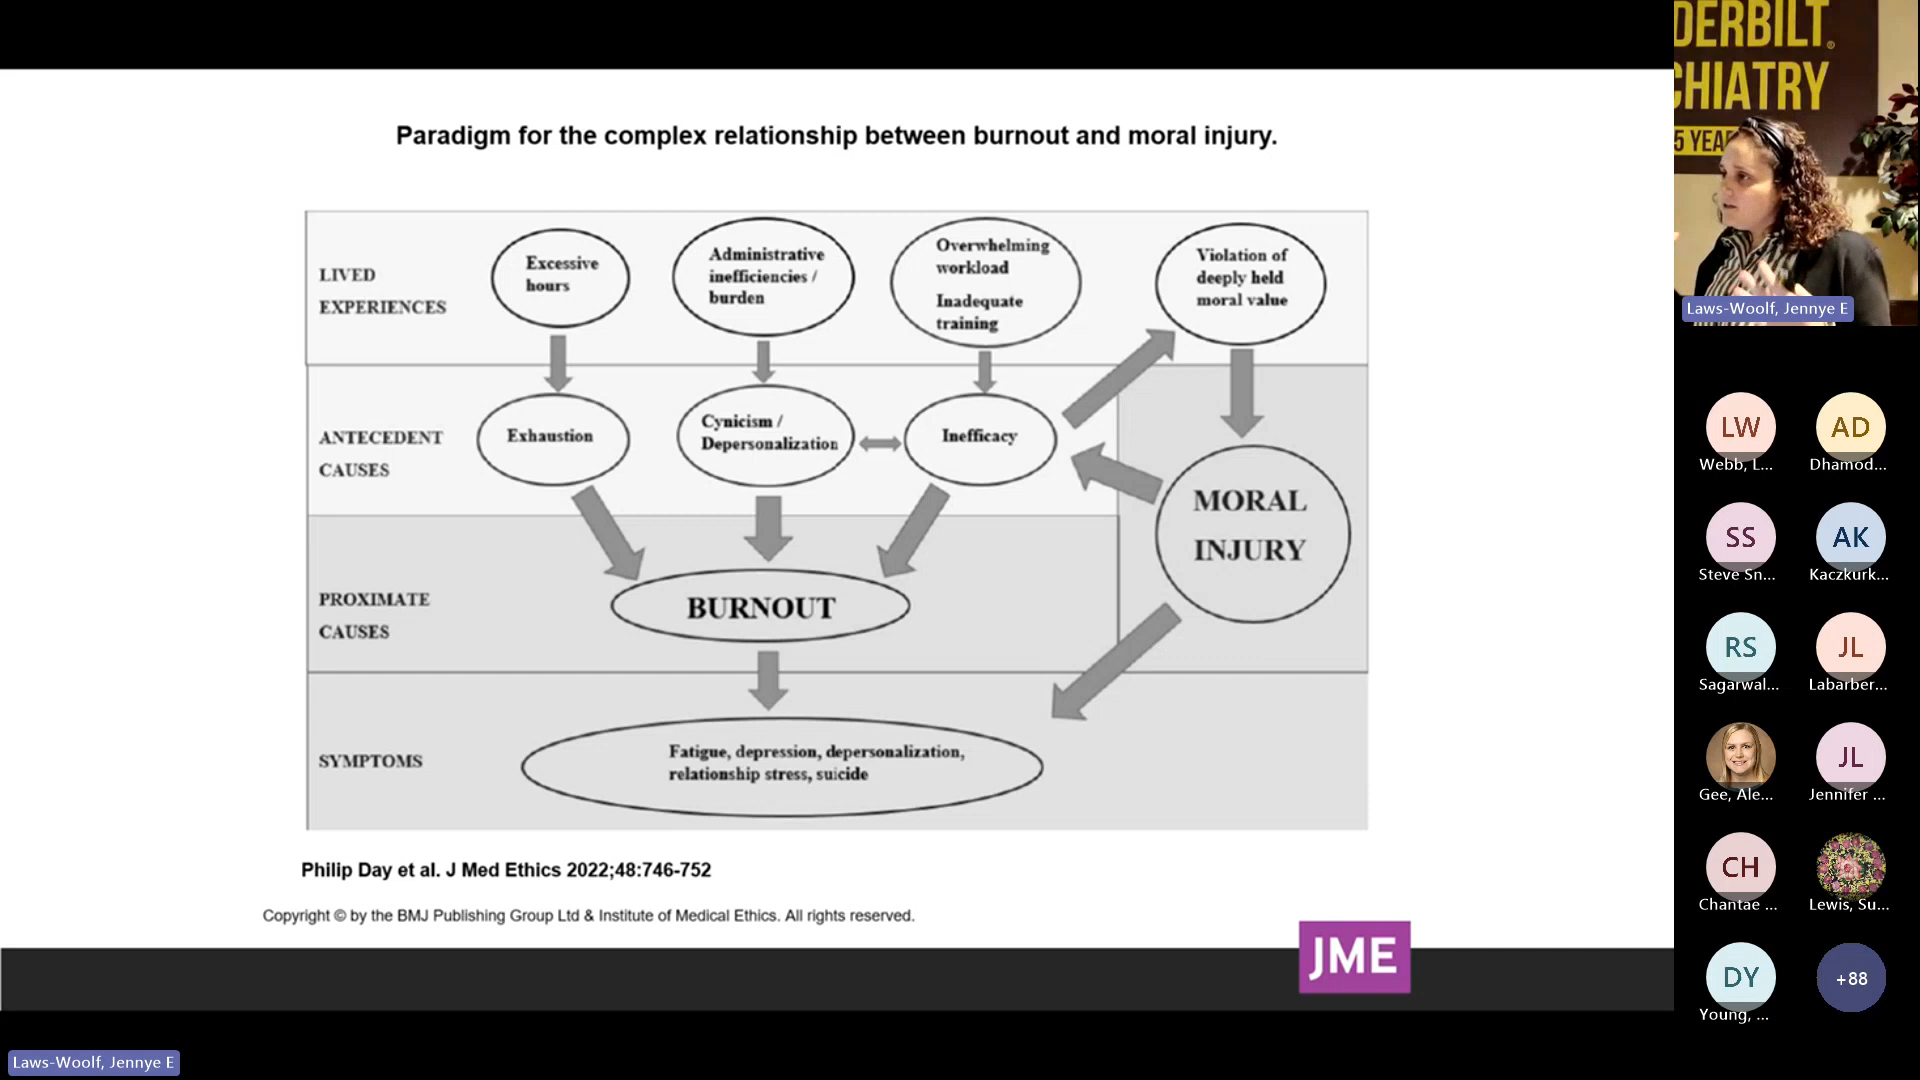 Paradigm for the complex relationship between burnout and moral injury.
LIVED
EXPERIENCES
Excessive
hours
Administrative
inefficiencies /
burden
Overwhelming
workload
Inadequate
training
Violation of
deeply held
moral value
ANTECEDENT
CAUSES
Exhaustion
Cynicism /
Depersonalization
Inefficacy
MORAL
INJURY
PROXIMATE
CAUSES
BURNOUT
SYMPTOMS
Fatigue, depression, depersonalization,
relationship stress, suicide
Philip Day et al. J Med Ethics 2022;48:746-752
Copyright © by the BMJ Publishing Group Ltd & Institute of Medical Ethics. All rights reserved.
JME
DERBILT®
CHIATRY
5 YEA
Laws-Woolf, Jennye E
LW
AD
Webb, L...
Dhamod...
SS
AK
Steve Sn...
Kaczkurk...
RS
JL
Sagarwal...
Labarber...
JL
Gee, Ale...
Jennifer ...
CH
Chantae ...
Lewis, Su...
DY
+88
Young, ...
Laws-Woolf, Jennye E